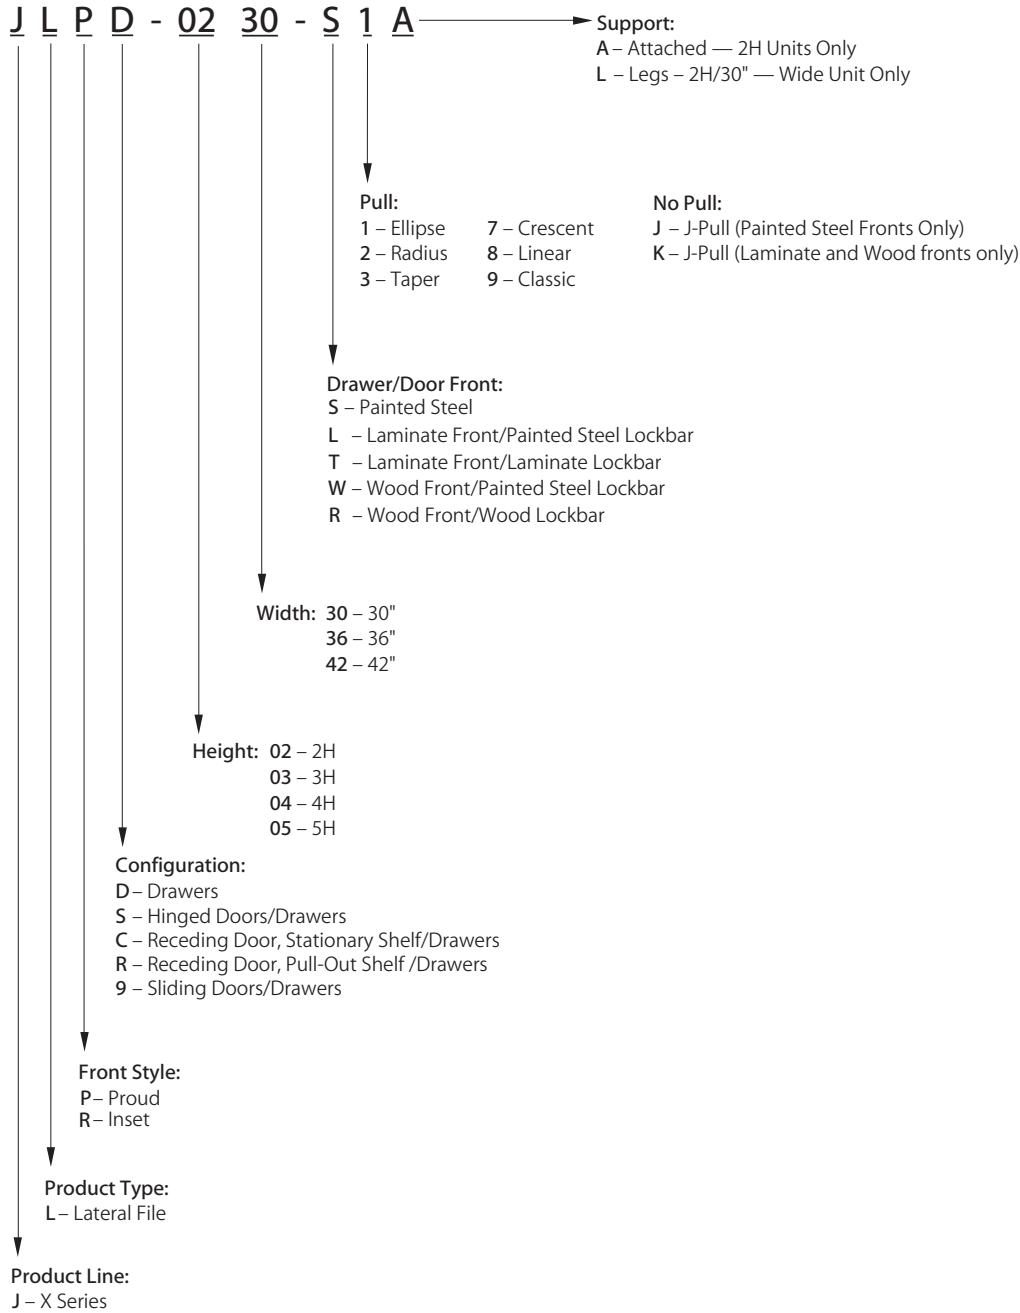 J L P D - 02 30 - S 1 A
Support:
A – Attached — 2H Units Only
L – Legs – 2H/30" — Wide Unit Only
Pull:
1 – Ellipse
2 – Radius
3 – Taper
7 – Crescent
8 – Linear
9 – Classic
No Pull:
J – J-Pull (Painted Steel Fronts Only)
K – J-Pull (Laminate and Wood fronts only)
Drawer/Door Front:
S – Painted Steel
L – Laminate Front/Painted Steel Lockbar
T – Laminate Front/Laminate Lockbar
W – Wood Front/Painted Steel Lockbar
R – Wood Front/Wood Lockbar
Width: 30 – 30"
36 – 36"
42 – 42"
Height: 02 – 2H
03 – 3H
04 – 4H
05 – 5H
Configuration:
D – Drawers
S – Hinged Doors/Drawers
C – Receding Door, Stationary Shelf/Drawers
R – Receding Door, Pull-Out Shelf /Drawers
9 – Sliding Doors/Drawers
Front Style:
P – Proud
R – Inset
Product Type:
L – Lateral File
Product Line:
J – X Series